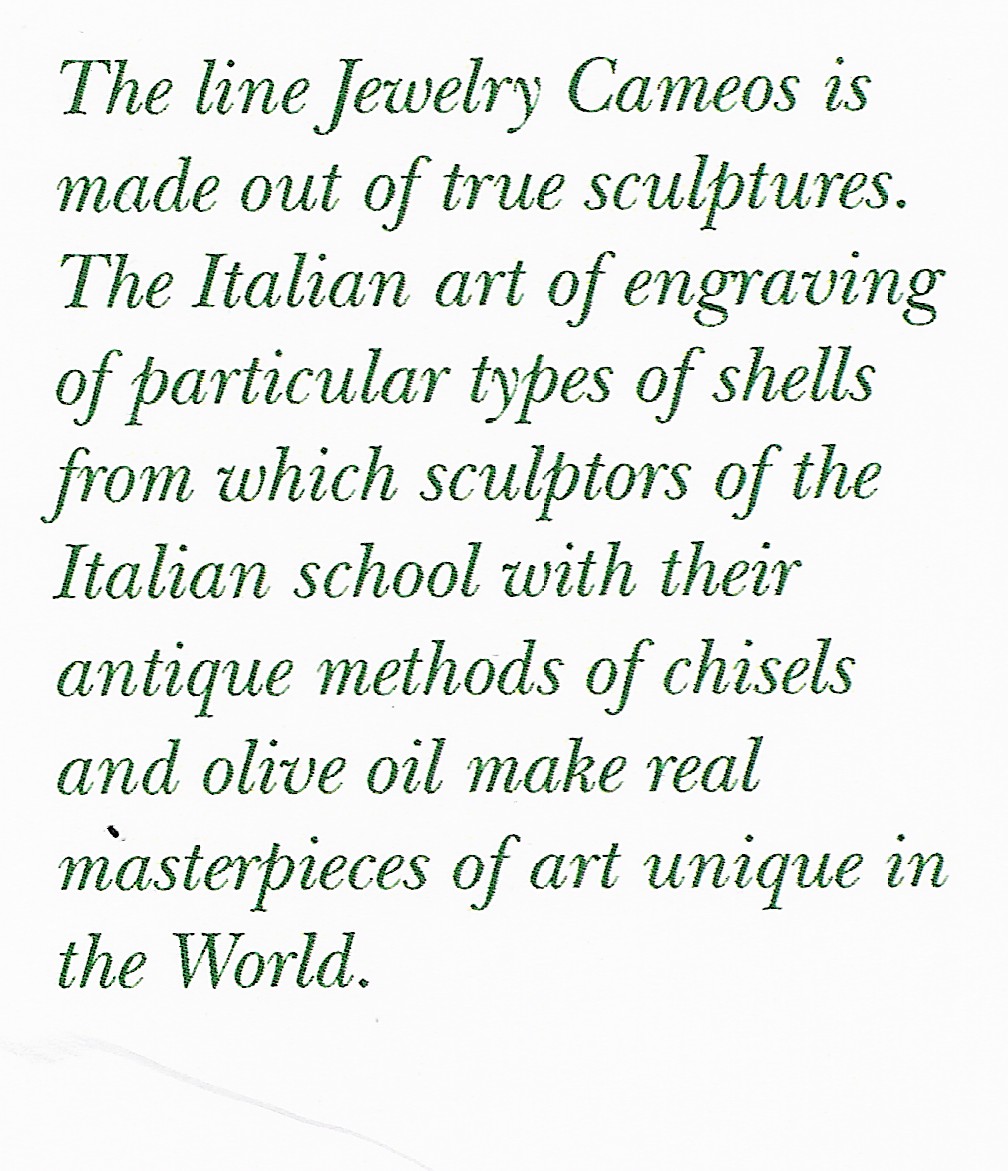 The line Jewelry Cameos is
made out of true sculptures.
The Italian art of engraving
of particular types of shells
from which sculptors of the
Italian school with their
antique methods of chisels
and olive oil make real
masterpieces of art unique in
the World.